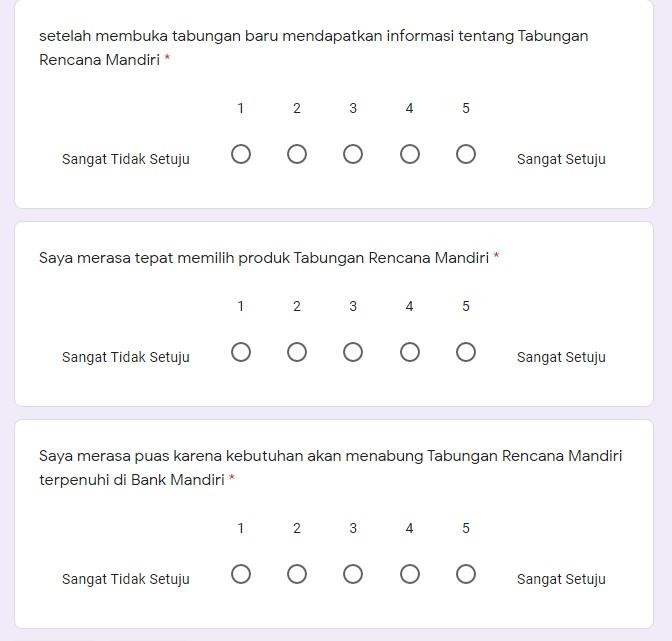 setelah membuka tabungan baru mendapatkan informasi tentang Tabungan
Rencana Mandiri *
1 2 3 4 5
Sangat Tidak Setuju Sangat Setuju
Saya merasa tepat memilih produk Tabungan Rencana Mandiri *
1 2 3 4 5
Sangat Tidak Setuju Sangat Setuju
Saya merasa puas karena kebutuhan akan menabung Tabungan Rencana Mandiri
terpenuhi di Bank Mandiri *
1 2 3 4 5
Sangat Tidak Setuju Sangat Setuju